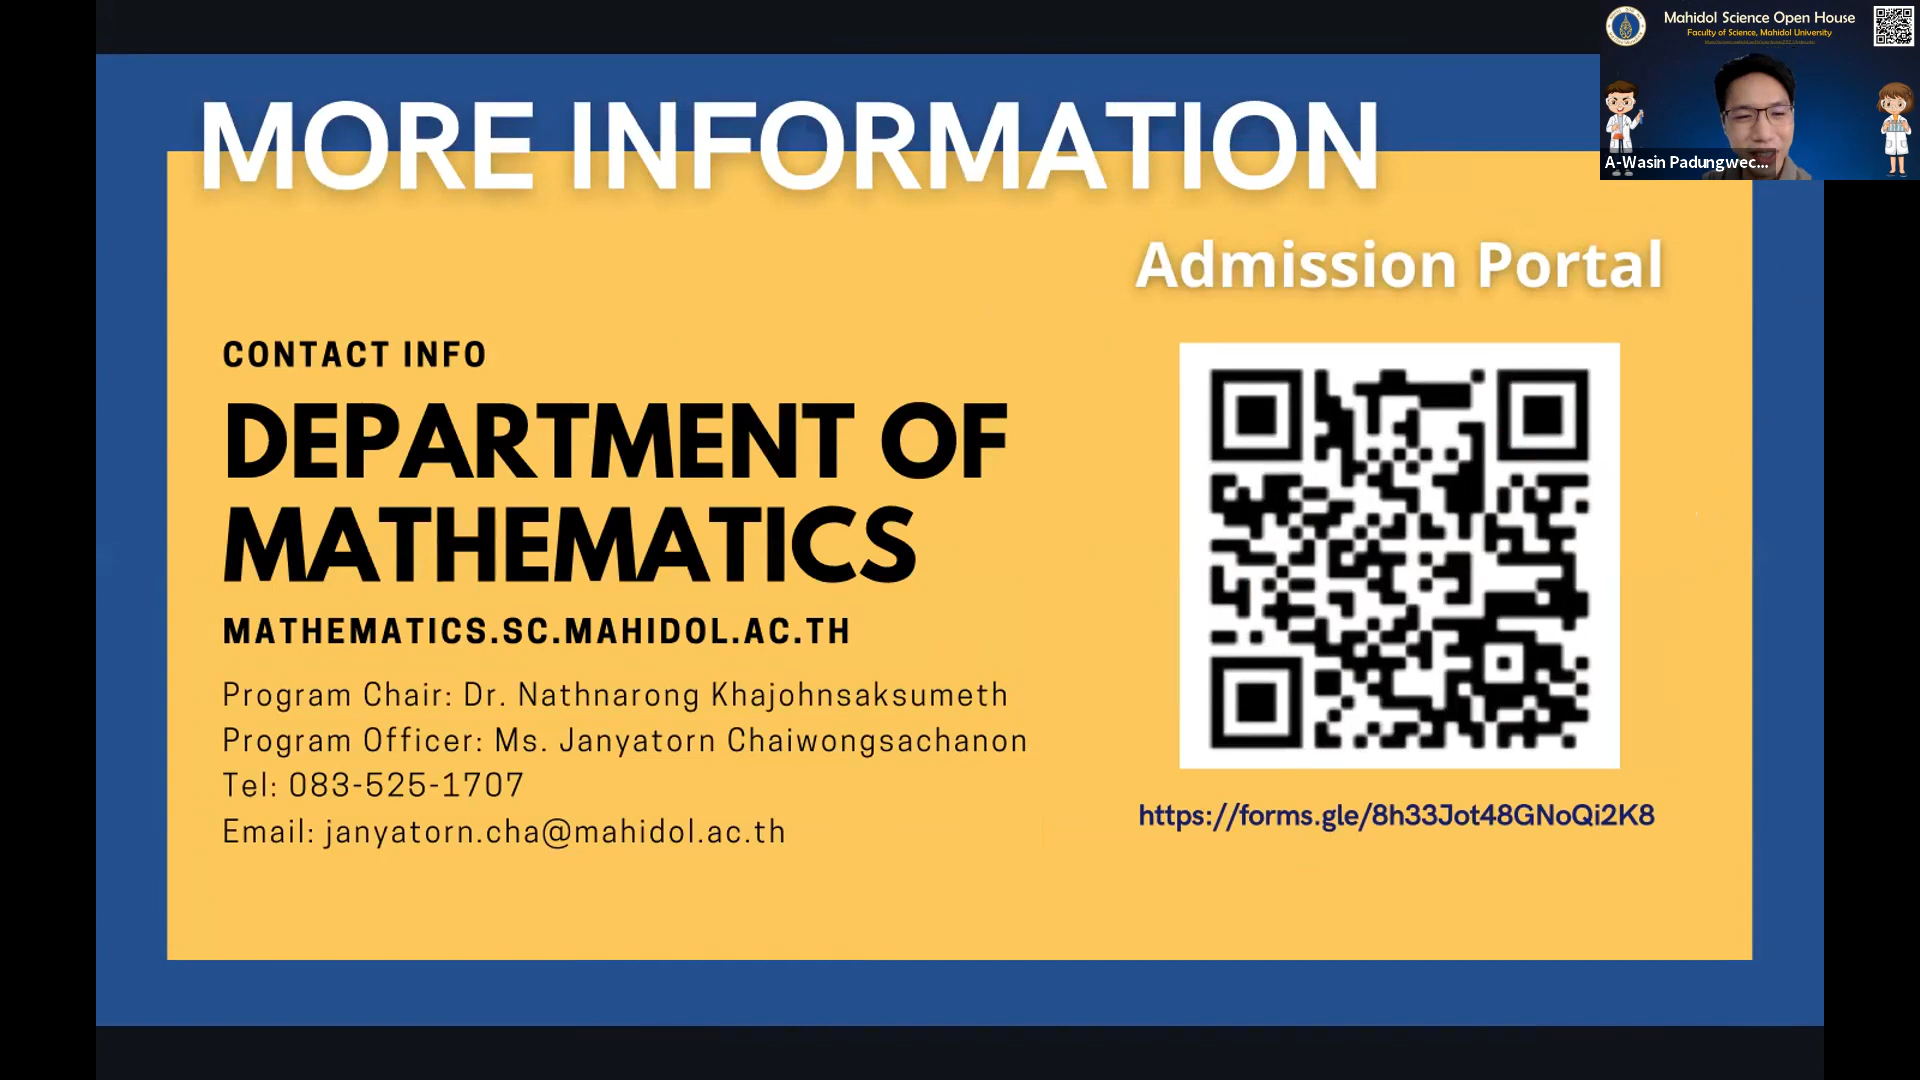 MORE INFORMATION
Admission Portal
CONTACT INFO
DEPARTMENT OF
MATHEMATICS
MATHEMATICS.SC.MAHIDOL.AC.TH
Program Chair: Dr. Nathnarong Khajohnsaksumeth
Program Officer: Ms. Janyatorn Chaiwongsachanon
Tel: 083-525-1707
Email: janyatorn.cha@mahidol.ac.th
https://forms.gle/8h33Jot48GNoQi2K8
Mahidol Science Open House
Faculty of Science, Mahidol University
A-Wasin Padungwec...